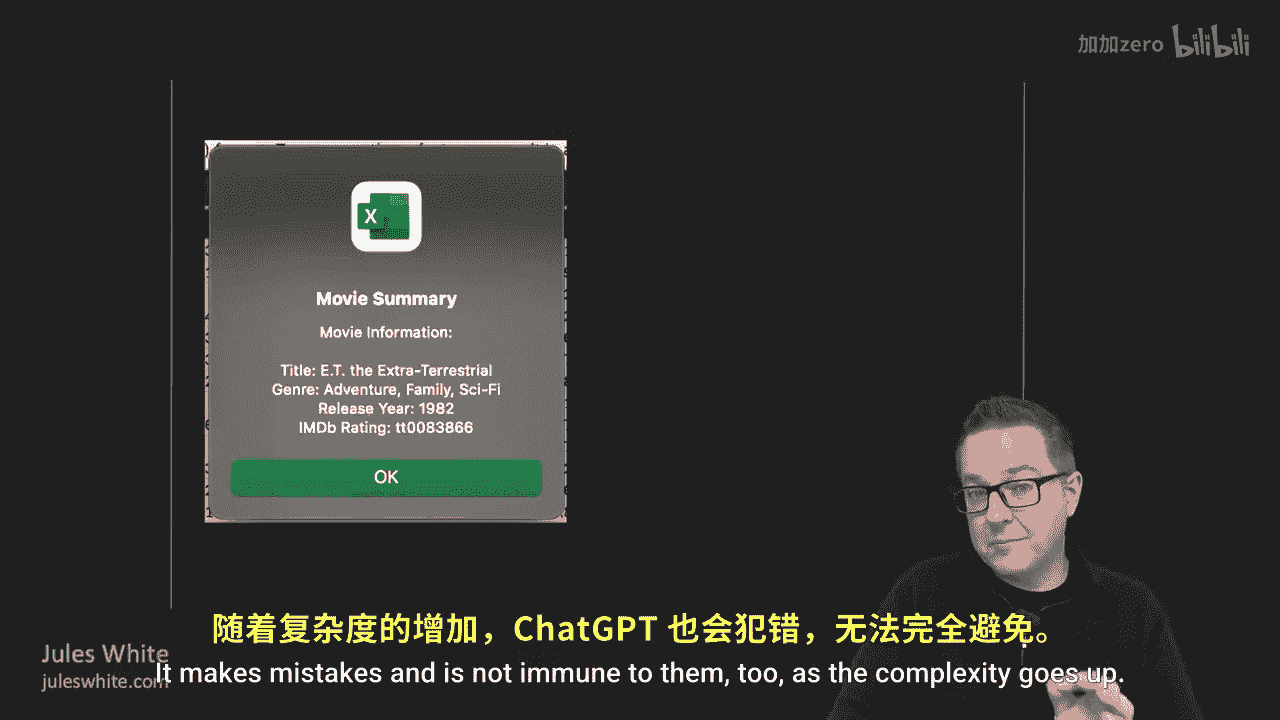 加加zero bilibili
X
Movie Summary
Movie Information:
Title: E.T. the Extra-Terrestrial
Genre: Adventure, Family, Sci-Fi
Release Year: 1982
IMDb Rating: tt0083866
OK
随着复杂度的增加，ChatGPT 也会犯错，无法完全避免。
Jules White
It makes mistakes and is not immune to them, too, as the complexity goes up.
juleswhite.com